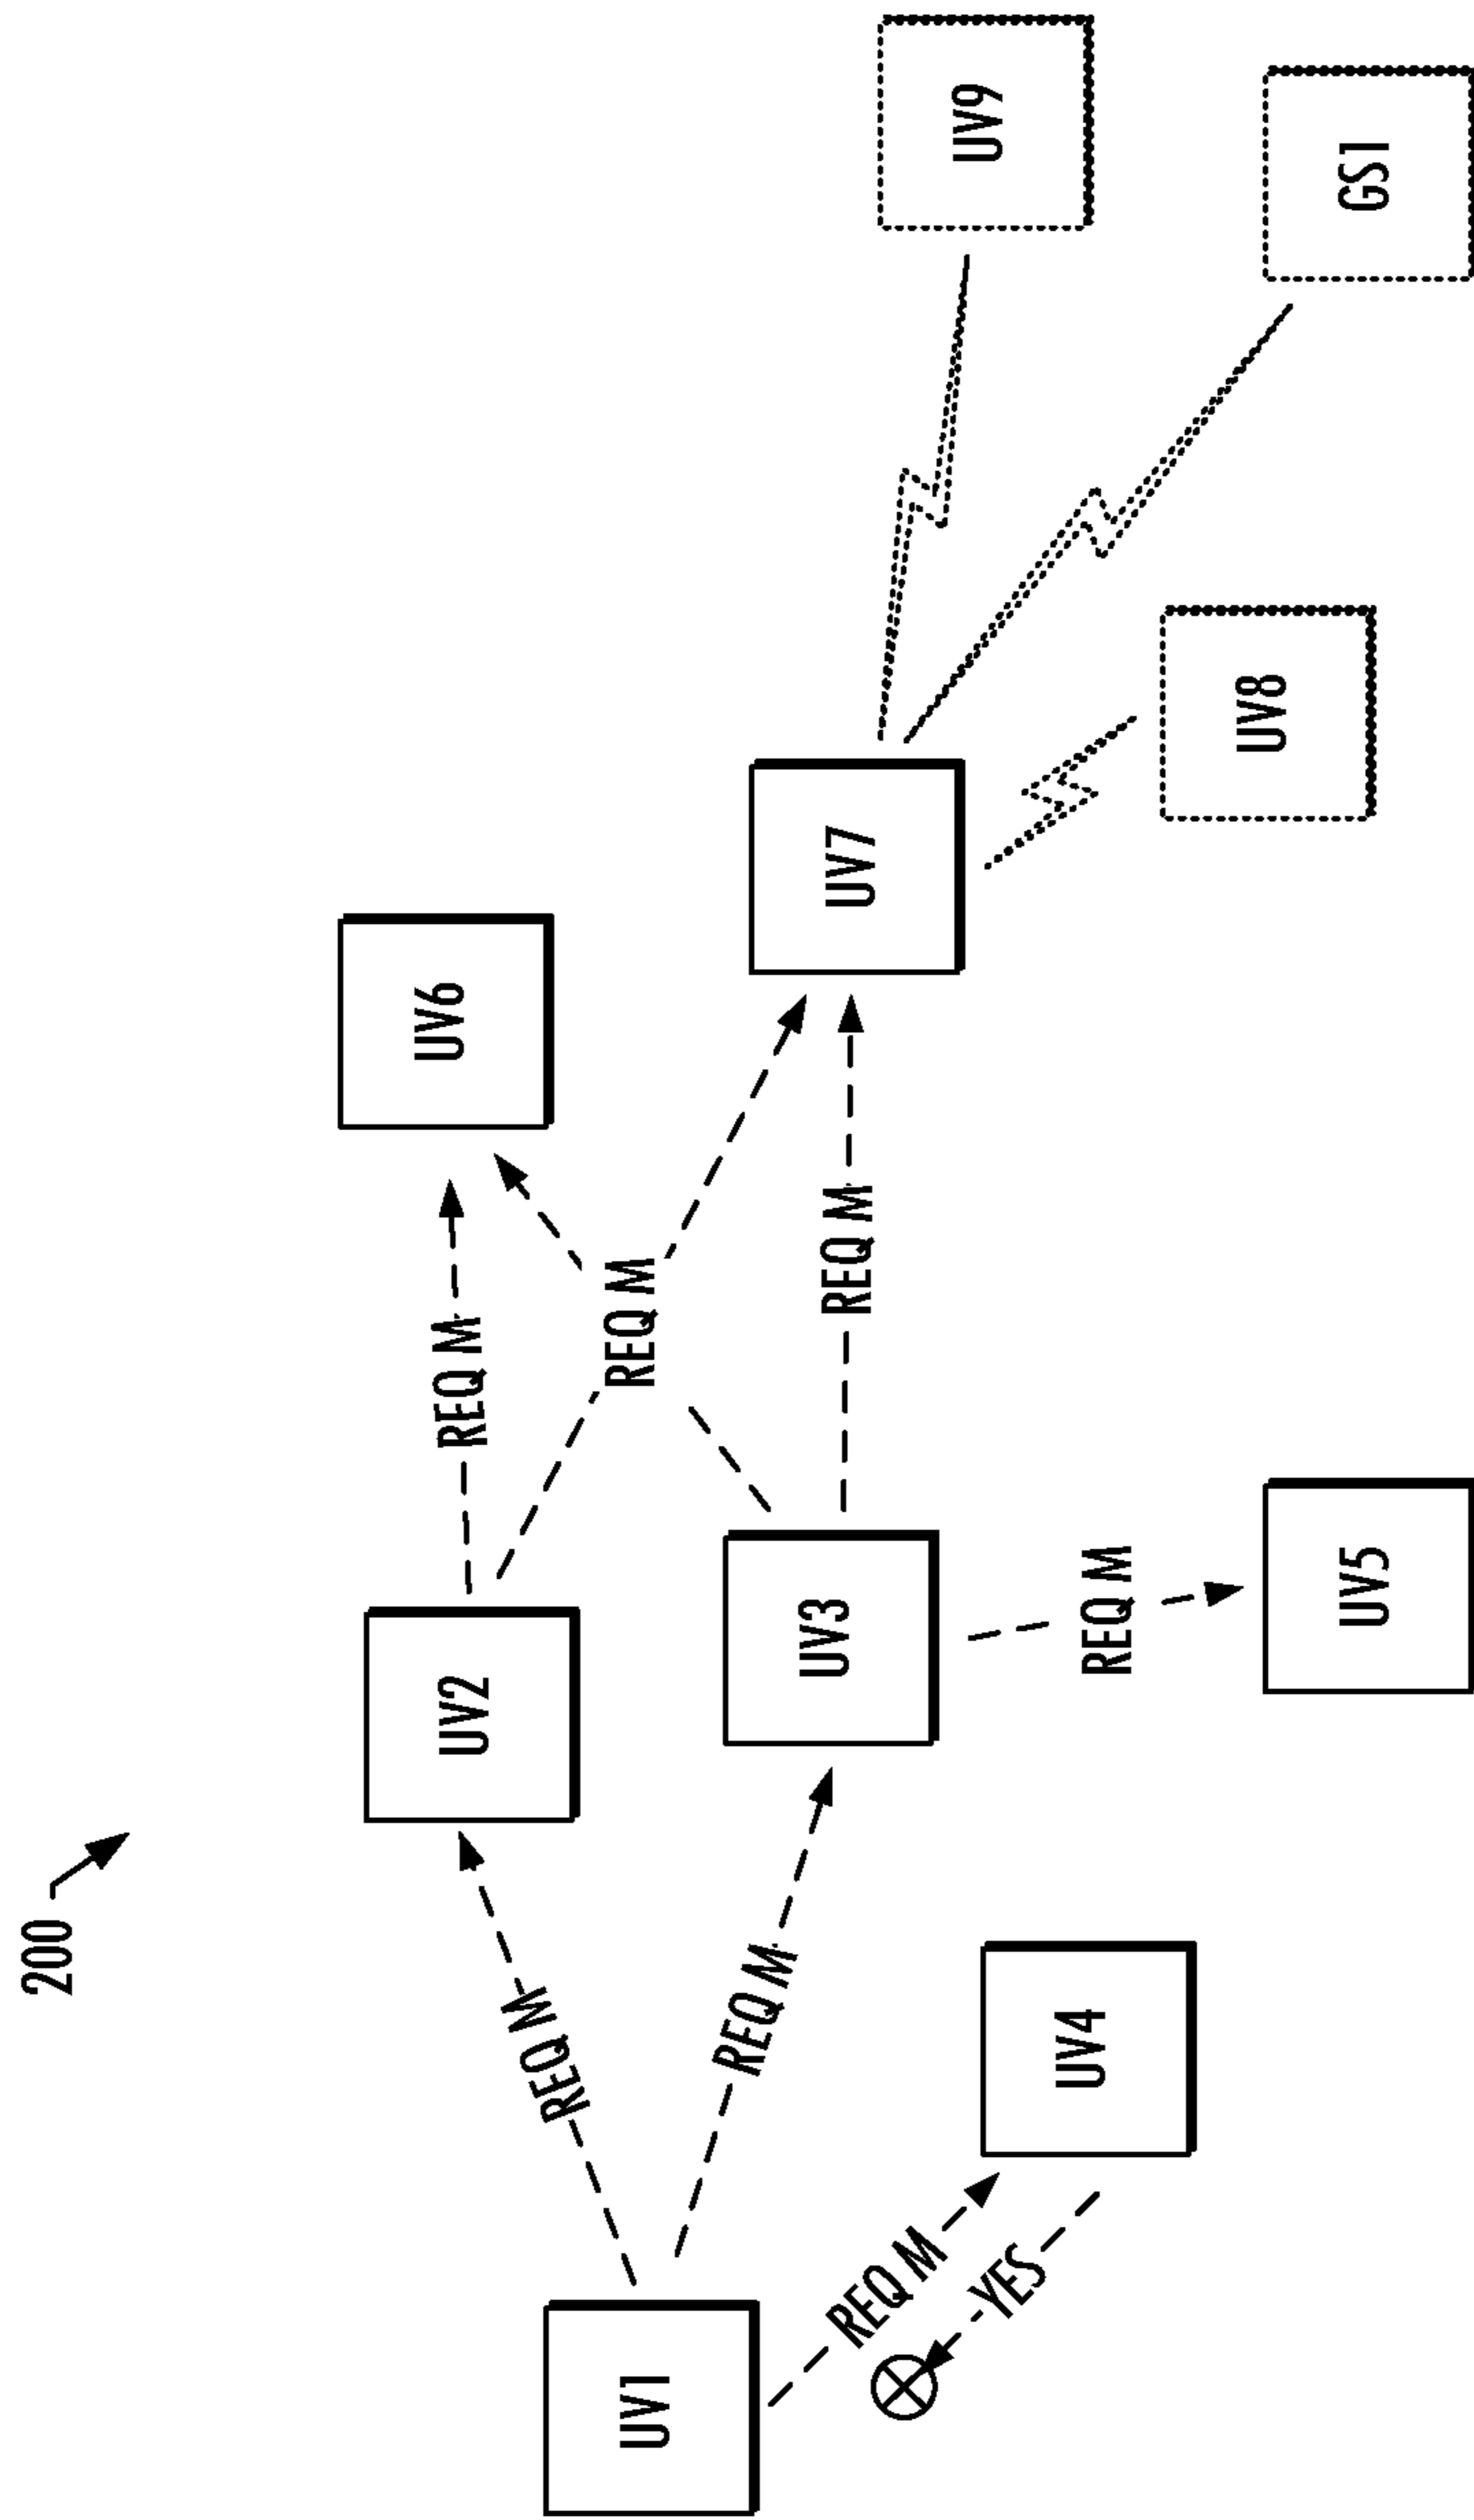 200
UV1
UV2
UV3
UV4
UV5
UV6
UV7
UV8
UV9
GS1
REQ M
REQ M
REQ M
YES
REQ M
REQ M
REQ M
REQ M